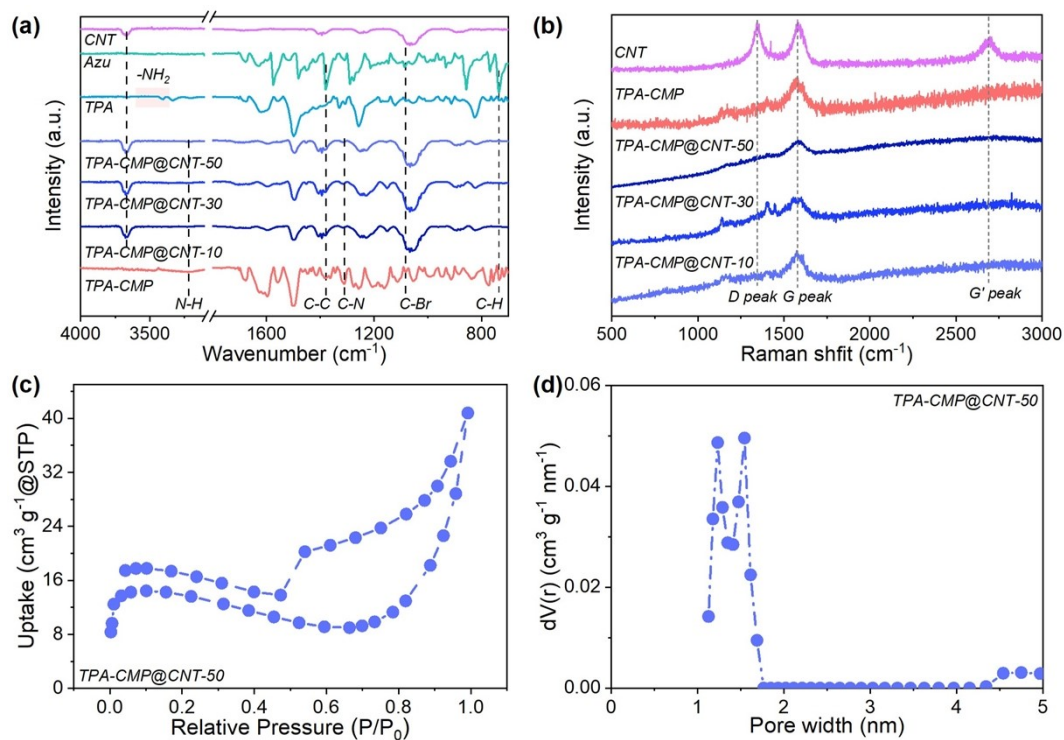 (a)
CNT
Azu
-NH₂
TPA
TPA-CMP@CNT-50
TPA-CMP@CNT-30
TPA-CMP@CNT-10
TPA-CMP
N-H
C-C
C-N
C-Br
C-H
Intensity (a.u.)
4000 3500 1600 1200 800
Wavenumber (cm⁻¹)
(b)
CNT
TPA-CMP
TPA-CMP@CNT-50
TPA-CMP@CNT-30
TPA-CMP@CNT-10
D peak
G peak
G' peak
Intensity (a.u.)
500 1000 1500 2000 2500 3000
Raman shfit (cm⁻¹)
(c)
40
32
24
16
8
0
Uptake (cm³ g⁻¹@STP)
TPA-CMP@CNT-50
0.0 0.2 0.4 0.6 0.8 1.0
Relative Pressure (P/P₀)
(d)
TPA-CMP@CNT-50
0.06
0.04
0.02
0.00
dV(r) (cm³ g⁻¹ nm⁻¹)
0 1 2 3 4 5
Pore width (nm)